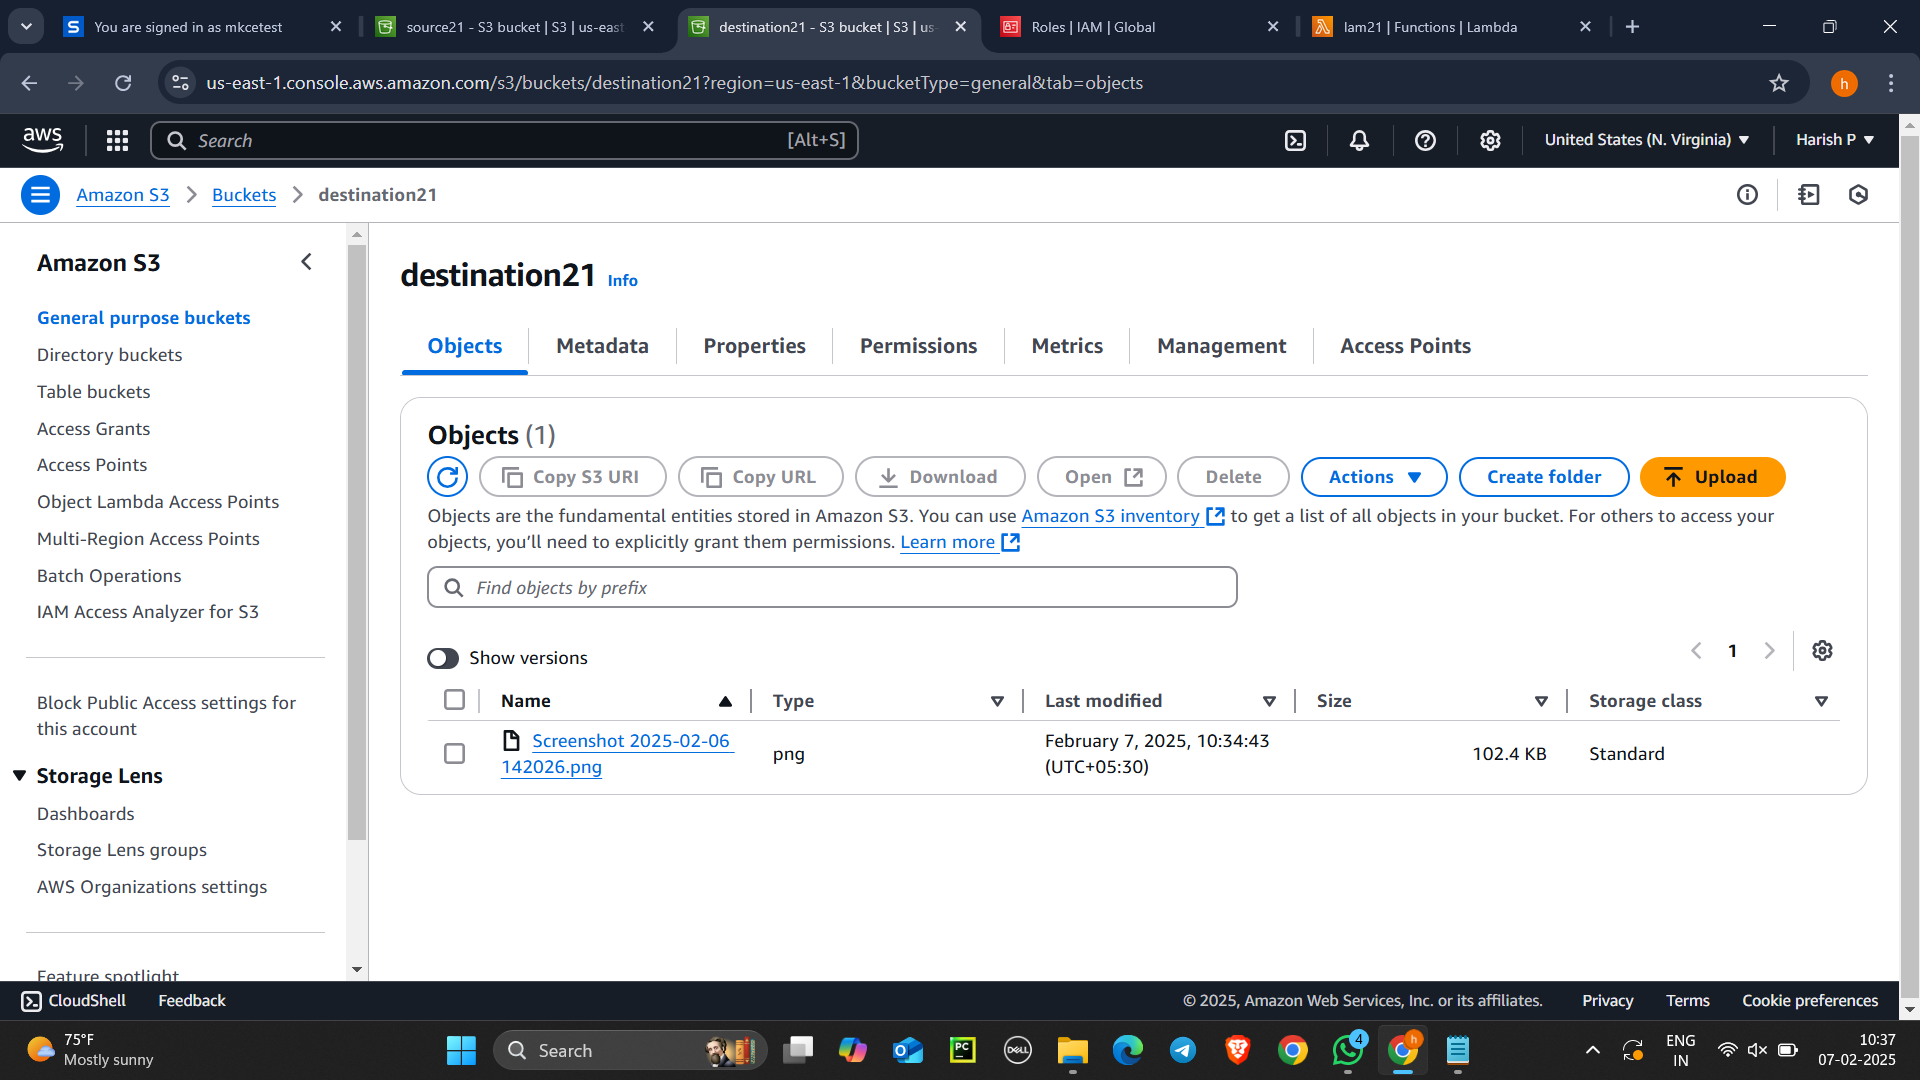 You are signed in as mkcetest
source21 - S3 bucket | S3 | us-east
destination21 - S3 bucket | S3 | us-
Roles | IAM | Global
lam21 | Functions | Lambda
us-east-1.console.aws.amazon.com/s3/buckets/destination21?region=us-east-1&bucketType=general&tab=objects
h
aws
Search
[Alt+S]
United States (N. Virginia)
Harish P
Amazon S3
Buckets
destination21
Amazon S3
General purpose buckets
Directory buckets
Table buckets
Access Grants
Access Points
Object Lambda Access Points
Multi-Region Access Points
Batch Operations
IAM Access Analyzer for S3
Block Public Access settings for
this account
Storage Lens
Dashboards
Storage Lens groups
AWS Organizations settings
Feature spotlight
destination21 Info
Objects
Metadata
Properties
Permissions
Metrics
Management
Access Points
Objects (1)
Copy S3 URI
Copy URL
Download
Open
Delete
Actions
Create folder
Upload
Objects are the fundamental entities stored in Amazon S3. You can use Amazon S3 inventory to get a list of all objects in your bucket. For others to access your
objects, you’ll need to explicitly grant them permissions. Learn more
Find objects by prefix
Show versions
1
Name
Type
Last modified
Size
Storage class
Screenshot 2025-02-06
142026.png
png
February 7, 2025, 10:34:43
(UTC+05:30)
102.4 KB
Standard
CloudShell
Feedback
© 2025, Amazon Web Services, Inc. or its affiliates.
Privacy
Terms
Cookie preferences
75°F
Mostly sunny
Search
PC
DELL
4
h
ENG
IN
10:37
07-02-2025